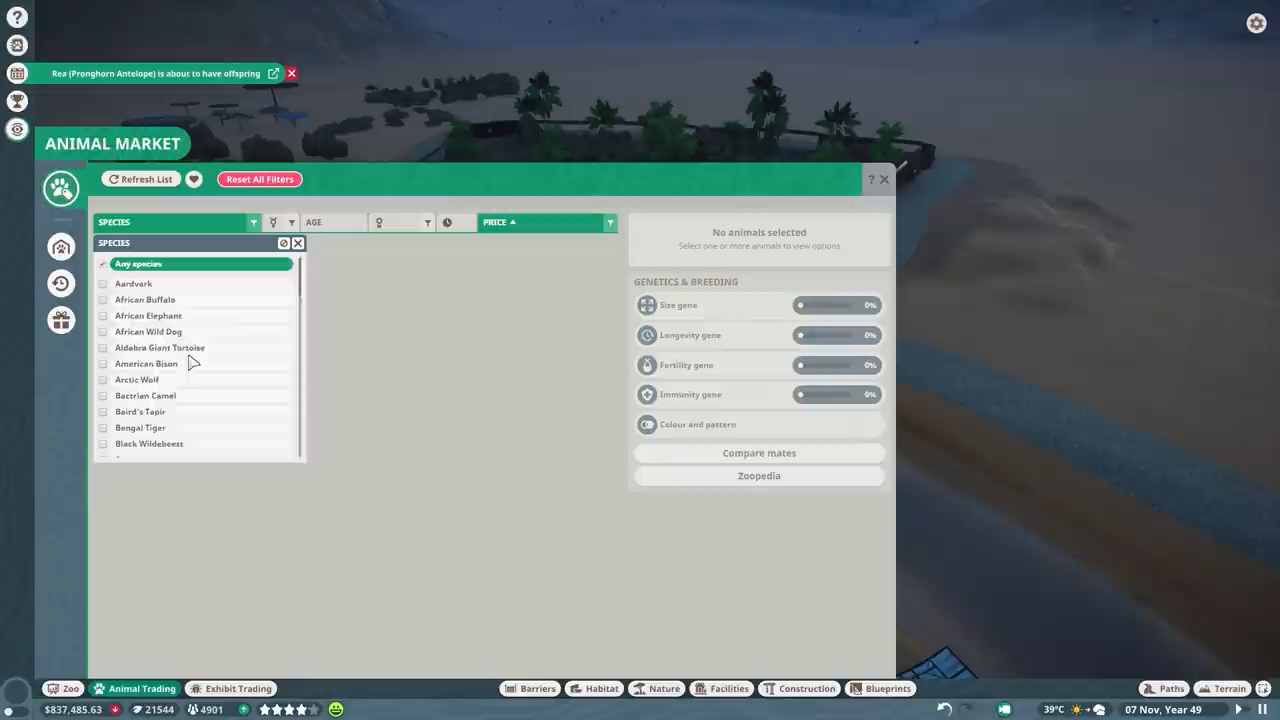 Rea (Pronghorn Antelope) is about to have offspring
ANIMAL MARKET
Refresh List
Reset All Filters
?
SPECIES
AGE
PRICE
SPECIES
Any species
Aardvark
African Buffalo
African Elephant
African Wild Dog
Aldabra Giant Tortoise
American Bison
Arctic Wolf
Bactrian Camel
Baird's Tapir
Bengal Tiger
Black Wildebeest
No animals selected
Select one or more animals to view options.
GENETICS & BREEDING
Size gene 0%
Longevity gene 0%
Fertility gene 0%
Immunity gene 0%
Colour and pattern
Compare mates
Zoopedia
Zoo
Animal Trading
Exhibit Trading
Barriers
Habitat
Nature
Facilities
Construction
Blueprints
Paths
Terrain
$837,485.63
21544
4901
39°C
07 Nov, Year 49